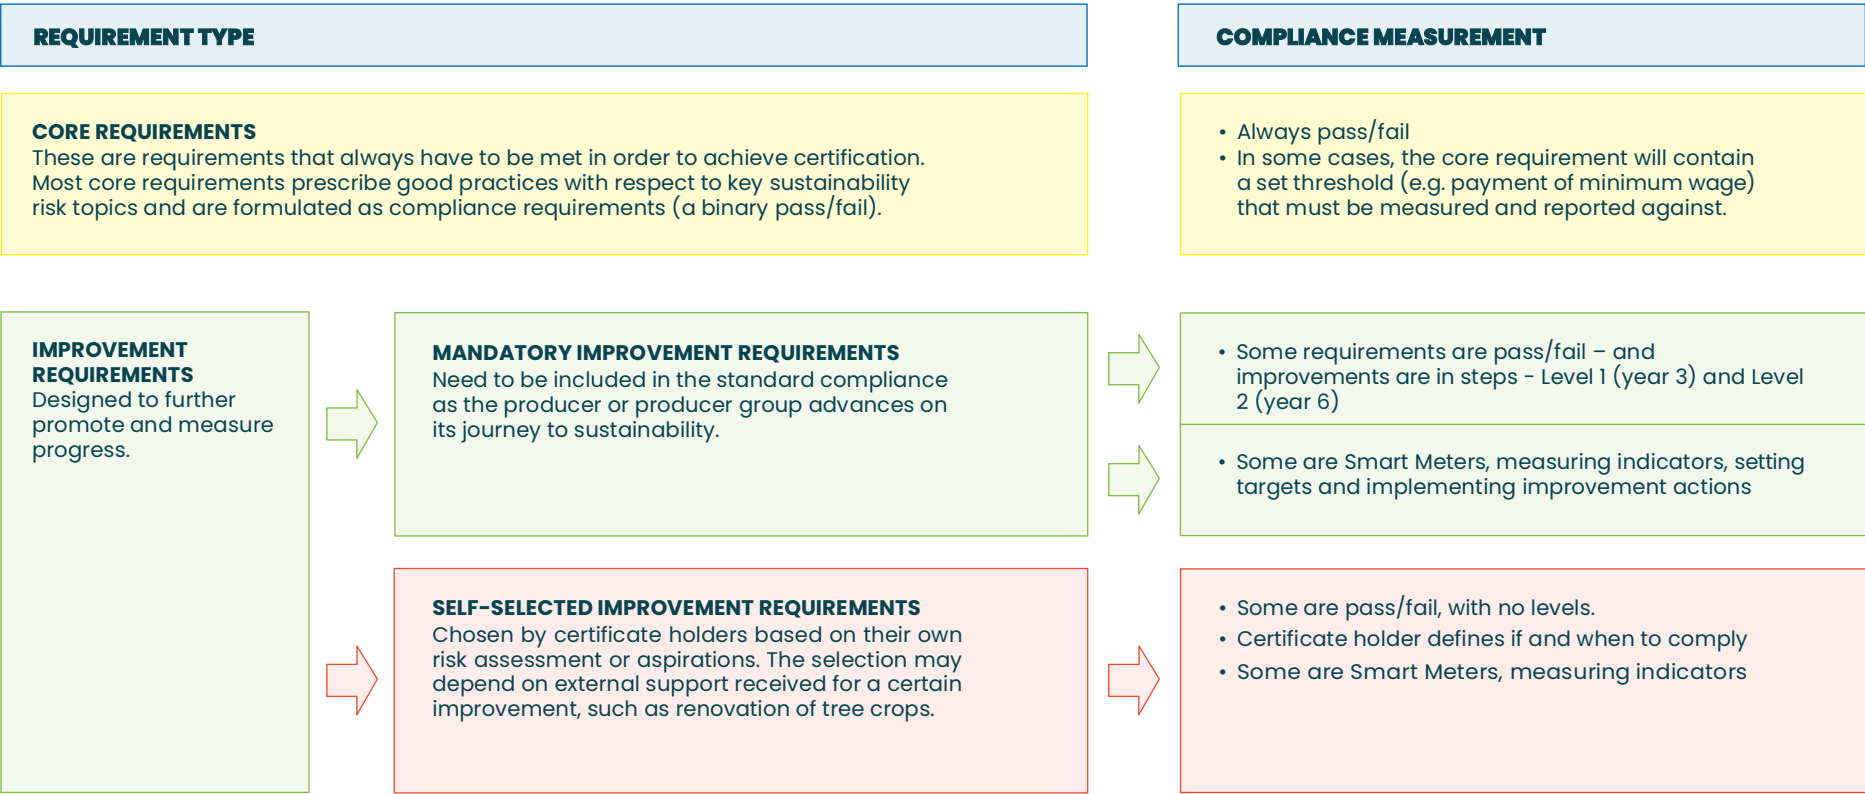 REQUIREMENT TYPE
COMPLIANCE MEASUREMENT
CORE REQUIREMENTS
These are requirements that always have to be met in order to achieve certification.
Most core requirements prescribe good practices with respect to key sustainability
risk topics and are formulated as compliance requirements (a binary pass/fail).
• Always pass/fail
• In some cases, the core requirement will contain
a set threshold (e.g. payment of minimum wage)
that must be measured and reported against.
IMPROVEMENT
REQUIREMENTS
Designed to further
promote and measure
progress.
MANDATORY IMPROVEMENT REQUIREMENTS
Need to be included in the standard compliance
as the producer or producer group advances on
its journey to sustainability.
• Some requirements are pass/fail – and
improvements are in steps - Level 1 (year 3) and Level
2 (year 6)
• Some are Smart Meters, measuring indicators, setting
targets and implementing improvement actions
SELF-SELECTED IMPROVEMENT REQUIREMENTS
Chosen by certificate holders based on their own
risk assessment or aspirations. The selection may
depend on external support received for a certain
improvement, such as renovation of tree crops.
• Some are pass/fail, with no levels.
• Certificate holder defines if and when to comply
• Some are Smart Meters, measuring indicators